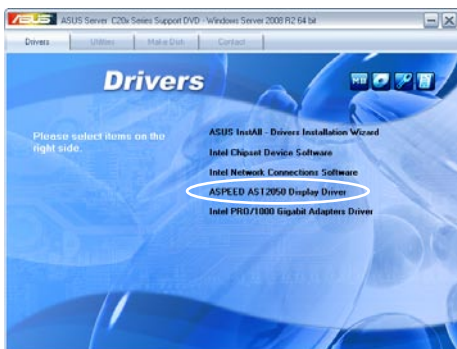 ASUS
ASUS Server C20x Series Support DVD - Windows Server 2008 R2 64 bit
Drivers
Utilities
Make Disk
Contact
Drivers
Please select items on the
right side.
ASUS InstAll - Drivers Installation Wizard
Intel Chipset Device Software
Intel Network Connections Software
ASPEED AST2050 Display Driver
Intel PRO/1000 Gigabit Adapters Driver